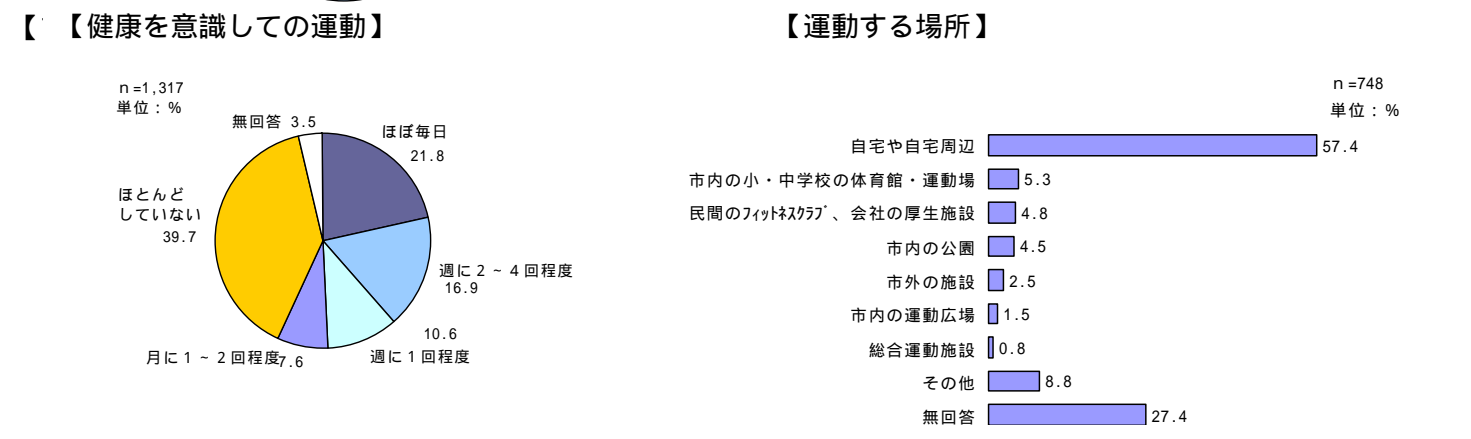 【 【健康を意識しての運動】
n=1,317
単位：%
無回答 3.5
ほぼ毎日
21.8
ほとんど
していない
39.7
週に2～4回程度
16.9
10.6
週に1回程度
月に1～2回程度7.6
【運動する場所】
n=748
単位：%
自宅や自宅周辺 57.4
市内の小・中学校の体育館・運動場 5.3
民間のﾌｨｯﾄﾈｽｸﾗﾌﾞ、会社の厚生施設 4.8
市内の公園 4.5
市外の施設 2.5
市内の運動広場 1.5
総合運動施設 0.8
その他 8.8
無回答 27.4